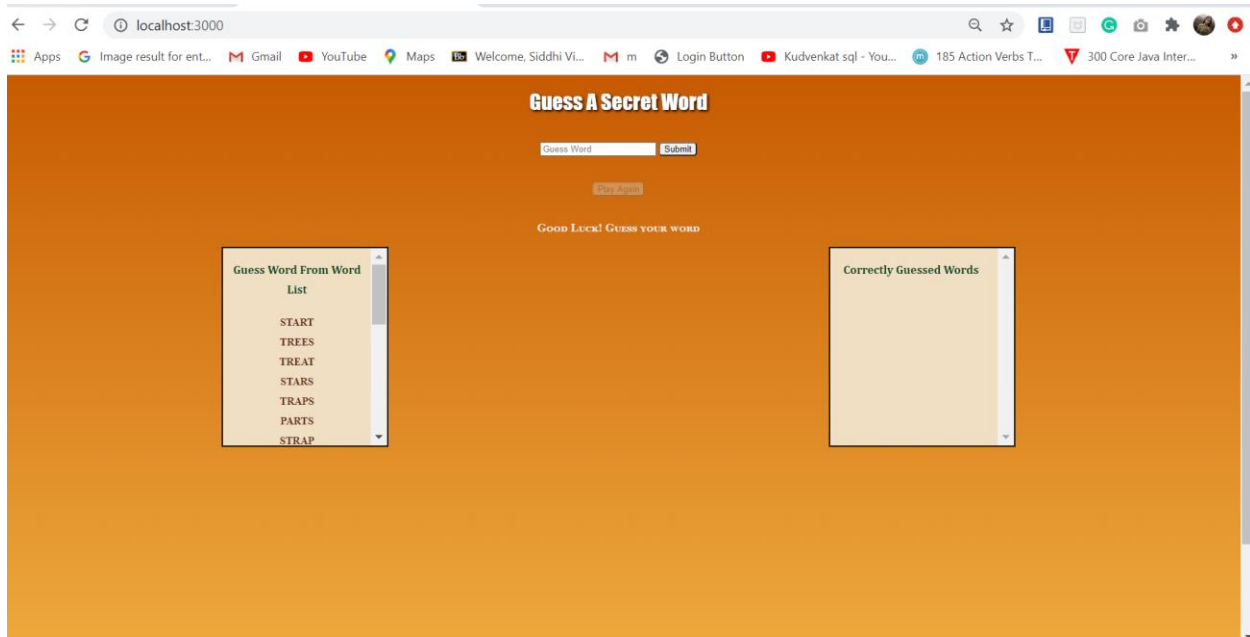 localhost:3000
Apps
Image result for ent...
Gmail
YouTube
Maps
Welcome, Siddhi Vi...
m
Login Button
Kudvenkat sql - You...
185 Action Verbs T...
300 Core Java Inter...
»
Guess A Secret Word
Guess Word
Submit
Play Again
Good Luck! Guess your word
Guess Word From Word
List
START
TREES
TREAT
STARS
TRAPS
PARTS
STRAP
Correctly Guessed Words